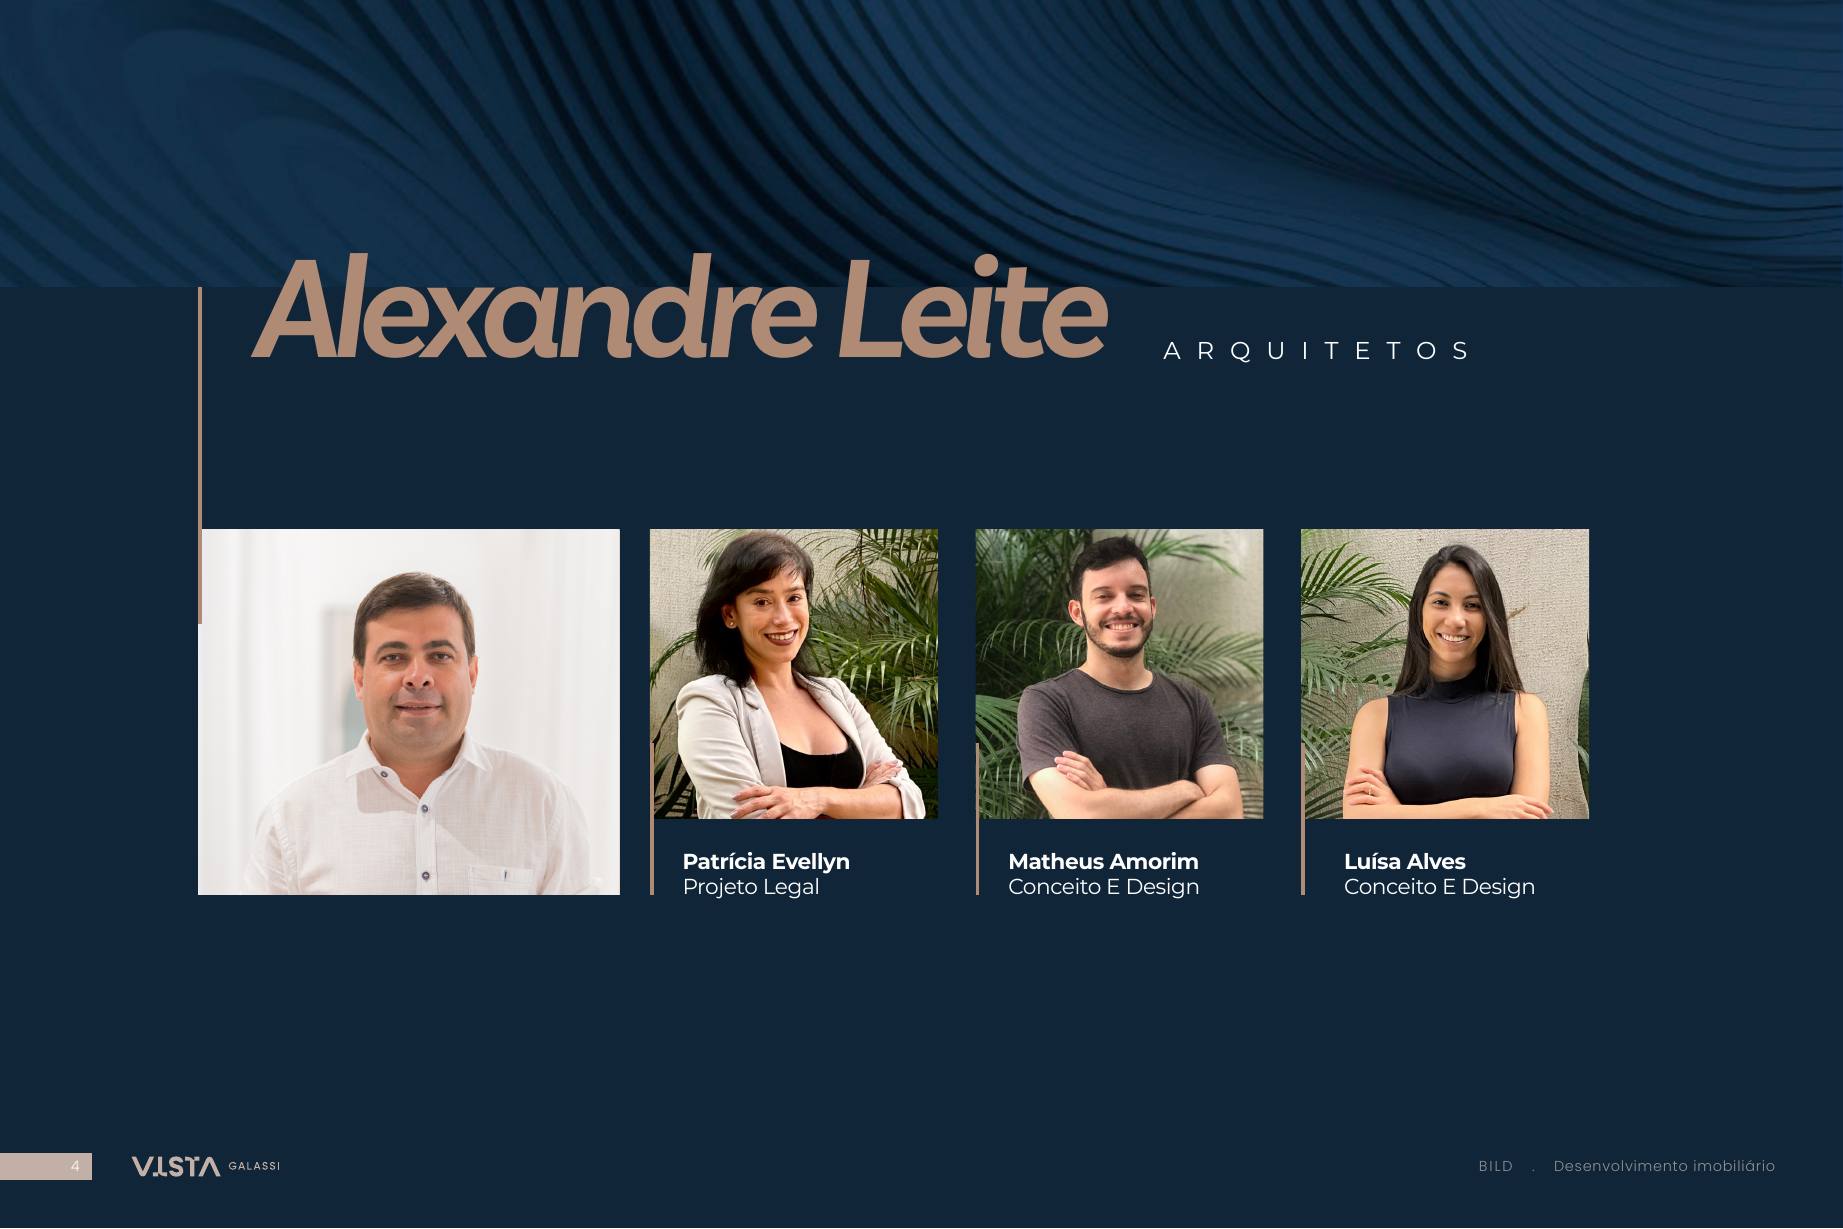 Alexandre Leite
ARQUITETOS
Patrícia Evellyn
Projeto Legal
Matheus Amorim
Conceito E Design
Luísa Alves
Conceito E Design
4
VISTA GALASSI
BILD . Desenvolvimento imobiliário